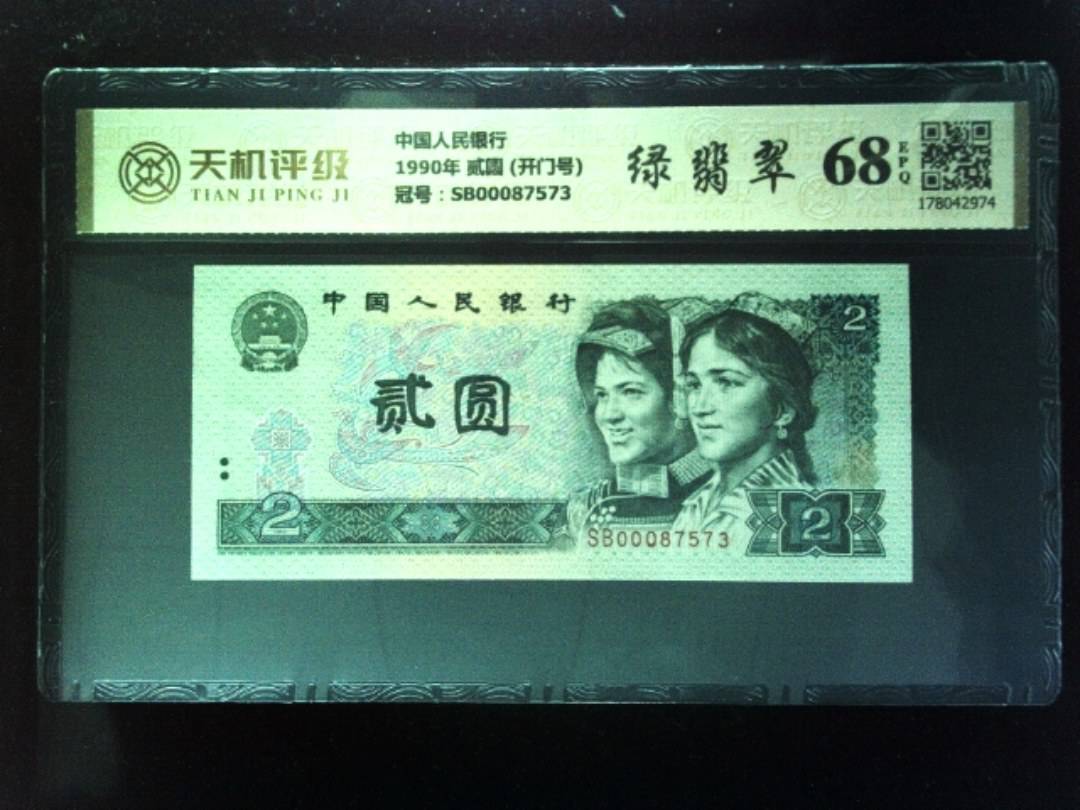 天机评级
TIAN JI PING JI
中国人民银行
1990年 贰圆 (开门号)
冠号：SB00087573
绿翡翠
68
EPQ
178042974
中国人民银行
2
贰圆
2
2
SB00087573